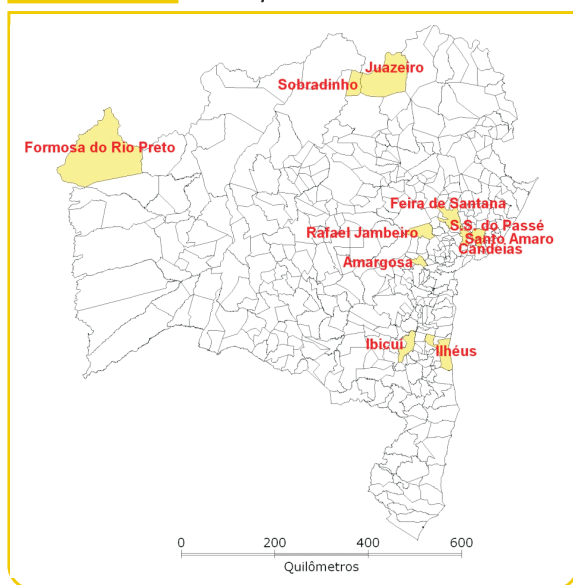 Juazeiro
Sobradinho
Formosa do Rio Preto
Feira de Santana
S.S. do Passé
Rafael Jambeiro
Santo Amaro
Candeias
Amargosa
Ibicuí
Ilhéus
0 200 400 600
Quilômetros